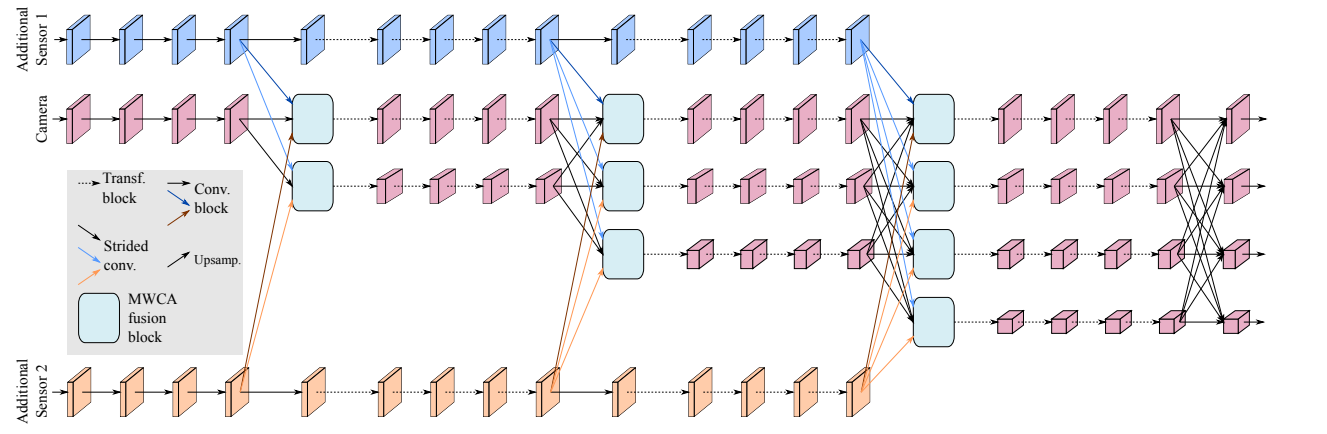 Additional
Sensor 1
Camera
Transf.
block
Conv.
block
Strided
conv.
Upsamp.
MWCA
fusion
block
Additional
Sensor 2